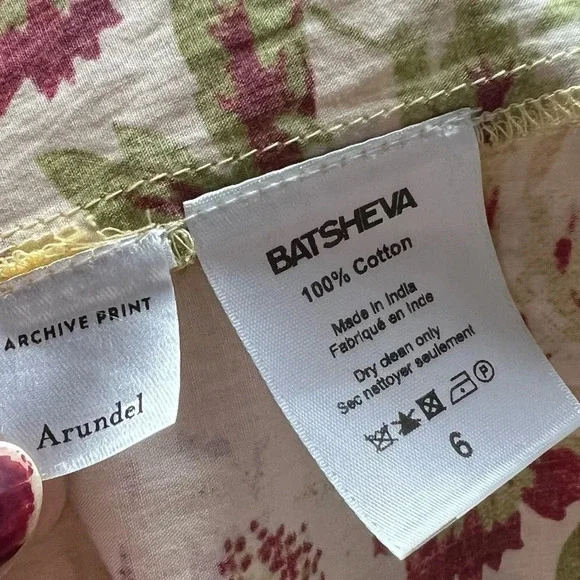 ARCHIVE PRINT
Arundel
BATSHEVA
100% Cotton
Made in India
Fabriqué en Inde
Dry clean only
Sec nettoyer seulement
P
6